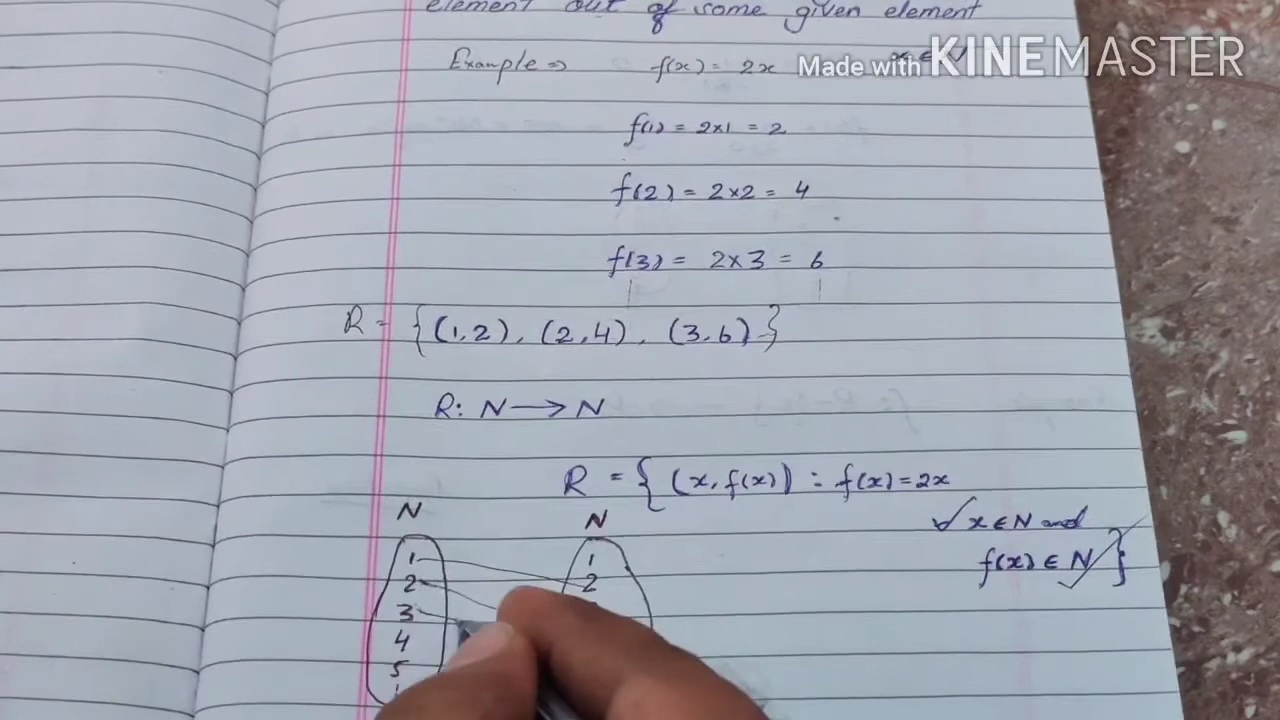 element out of some given element
Example ⇒ f(x) = 2x x ∈ N
Made with KINEMASTER
f(1) = 2×1 = 2
f(2) = 2×2 = 4
f(3) = 2×3 = 6
R = {(1,2), (2,4), (3,6)}
R: N → N
R = { (x, f(x)) : f(x) = 2x
∀ x ∈ N and
f(x) ∈ N }
N N
1 1
2 2
3
4
5